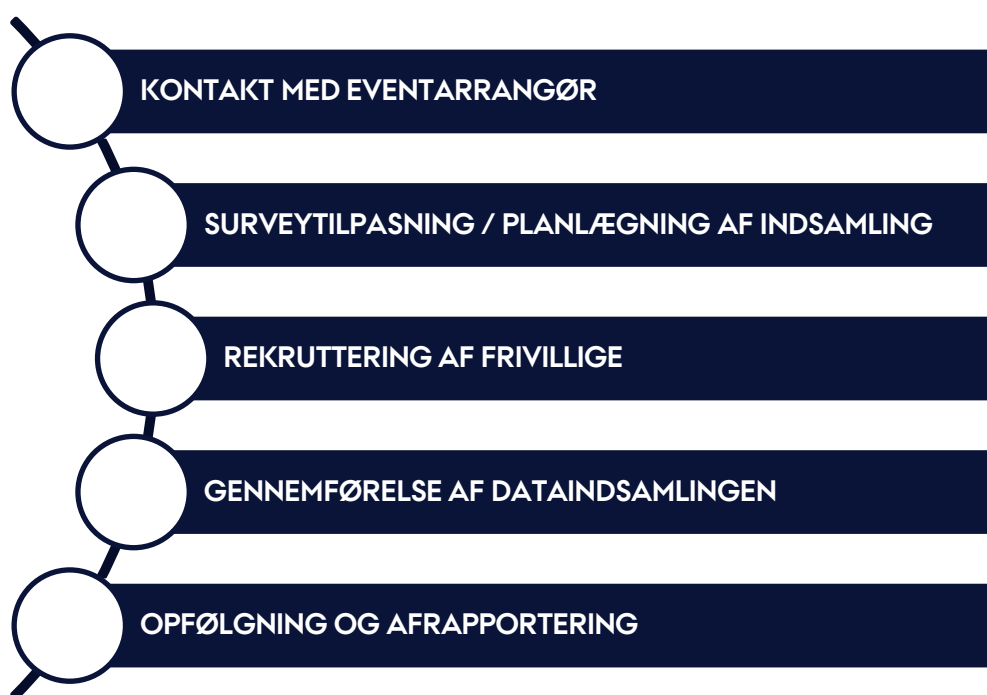 KONTAKT MED EVENTARRANGØR
SURVEYTILPASNING / PLANLÆGNING AF INDSAMLING
REKRUTTERING AF FRIVILLIGE
GENNEMFØRELSE AF DATAINDSAMLINGEN
OPFØLGNING OG AFRAPPORTERING